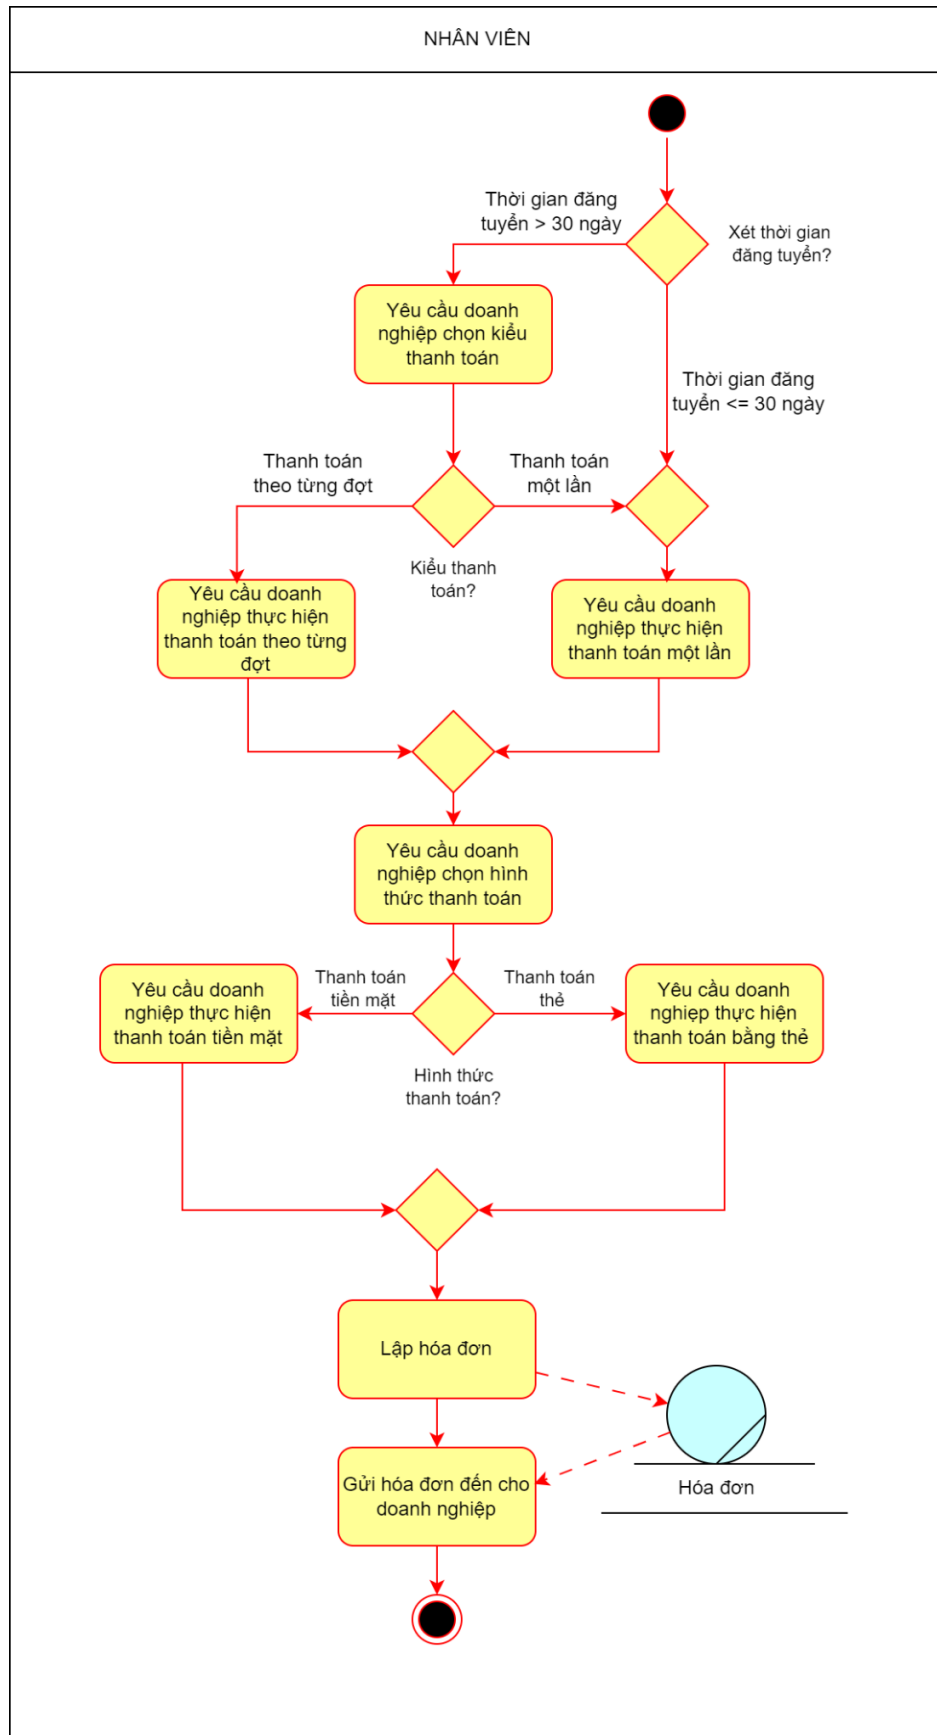 NHÂN VIÊN
Thời gian đăng
tuyển > 30 ngày
Xét thời gian
đăng tuyển?
Yêu cầu doanh
nghiệp chọn kiểu
thanh toán
Thời gian đăng
tuyển <= 30 ngày
Thanh toán
theo từng đợt
Thanh toán
một lần
Kiểu thanh
toán?
Yêu cầu doanh
nghiệp thực hiện
thanh toán theo từng
đợt
Yêu cầu doanh
nghiệp thực hiện
thanh toán một lần
Yêu cầu doanh
nghiệp chọn hình
thức thanh toán
Thanh toán
tiền mặt
Thanh toán
thẻ
Yêu cầu doanh
nghiệp thực hiện
thanh toán tiền mặt
Yêu cầu doanh
nghiẹp thực hiện
thanh toán bằng thẻ
Hình thức
thanh toán?
Lập hóa đơn
Gửi hóa đơn đến cho
doanh nghiệp
Hóa đơn